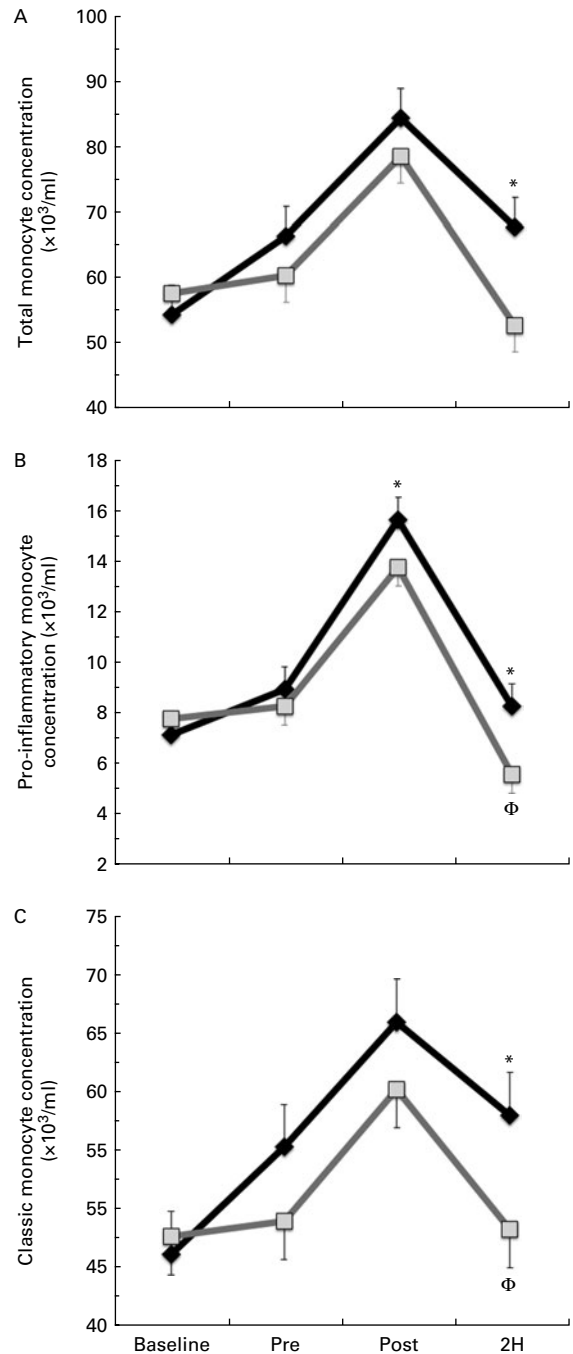 A
100
90
80
70
60
50
40
Total monocyte concentration
(×10³/ml)
*
B
18
16
14
12
10
8
6
4
2
Pro-inflammatory monocyte
concentration (×10³/ml)
*
*
Φ
C
75
70
65
60
55
50
45
40
Classic monocyte concentration
(×10³/ml)
*
Φ
Baseline Pre Post 2H